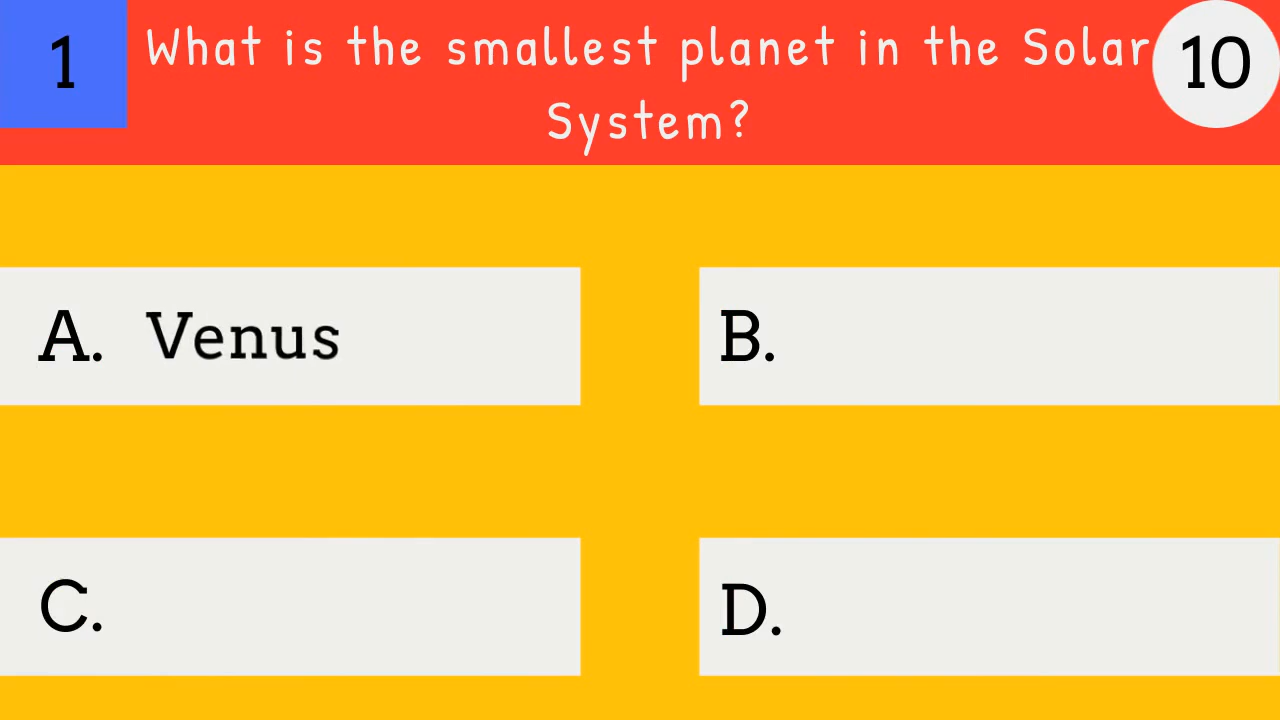 1
What is the smallest planet in the Solar
System?
10
A. Venus
B.
C.
D.